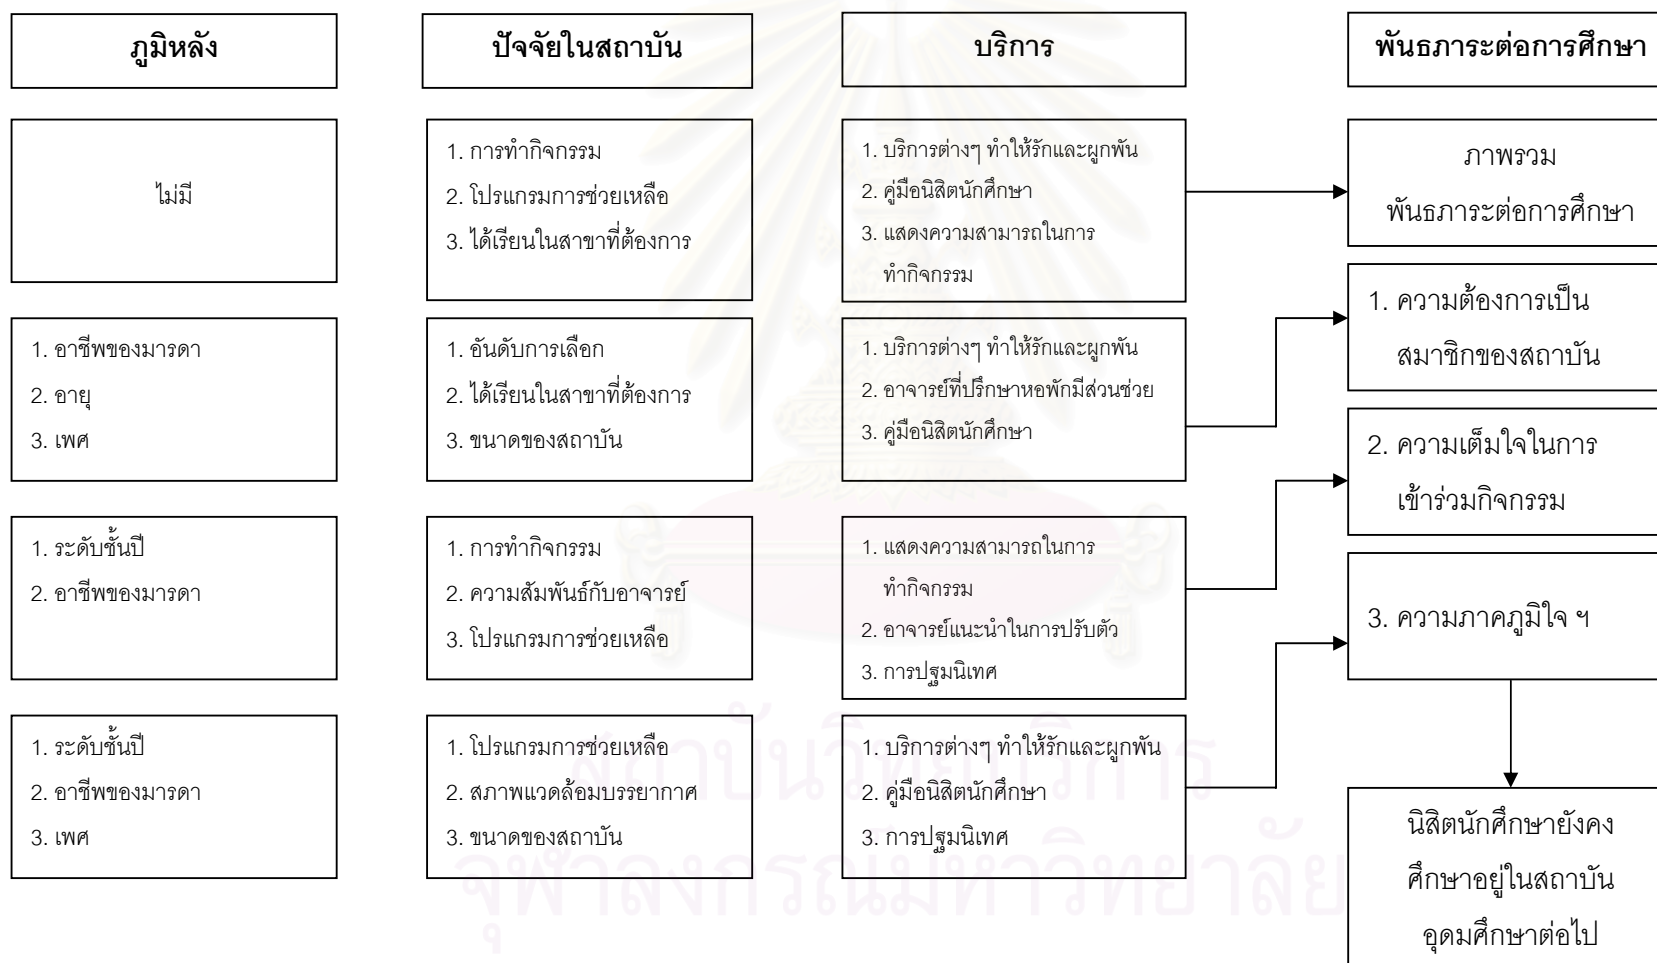 ภูมิหลัง
ปัจจัยในสถาบัน
บริการ
พันธภาระต่อการศึกษา
ไม่มี
1. การทำกิจกรรม
2. โปรแกรมการช่วยเหลือ
3. ได้เรียนในสาขาที่ต้องการ
1. บริการต่างๆ ทำให้รักและผูกพัน
2. คู่มือนิสิตนักศึกษา
3. แสดงความสามารถในการ
ทำกิจกรรม
ภาพรวม
พันธภาระต่อการศึกษา
1. อาชีพของมารดา
2. อายุ
3. เพศ
1. อันดับการเลือก
2. ได้เรียนในสาขาที่ต้องการ
3. ขนาดของสถาบัน
1. บริการต่างๆ ทำให้รักและผูกพัน
2. อาจารย์ที่ปรึกษาหอพักมีส่วนช่วย
3. คู่มือนิสิตนักศึกษา
1. ความต้องการเป็น
สมาชิกของสถาบัน
1. ระดับชั้นปี
2. อาชีพของมารดา
1. การทำกิจกรรม
2. ความสัมพันธ์กับอาจารย์
3. โปรแกรมการช่วยเหลือ
1. แสดงความสามารถในการ
ทำกิจกรรม
2. อาจารย์แนะนำในการปรับตัว
3. การปฐมนิเทศ
2. ความเต็มใจในการ
เข้าร่วมกิจกรรม
1. ระดับชั้นปี
2. อาชีพของมารดา
3. เพศ
1. โปรแกรมการช่วยเหลือ
2. สภาพแวดล้อมบรรยากาศ
3. ขนาดของสถาบัน
1. บริการต่างๆ ทำให้รักและผูกพัน
2. คู่มือนิสิตนักศึกษา
3. การปฐมนิเทศ
3. ความภาคภูมิใจ ฯ
นิสิตนักศึกษายังคง
ศึกษาอยู่ในสถาบัน
อุดมศึกษาต่อไป
สถาบันวิทยบริการ
จุฬาลงกรณ์มหาวิทยาลัย